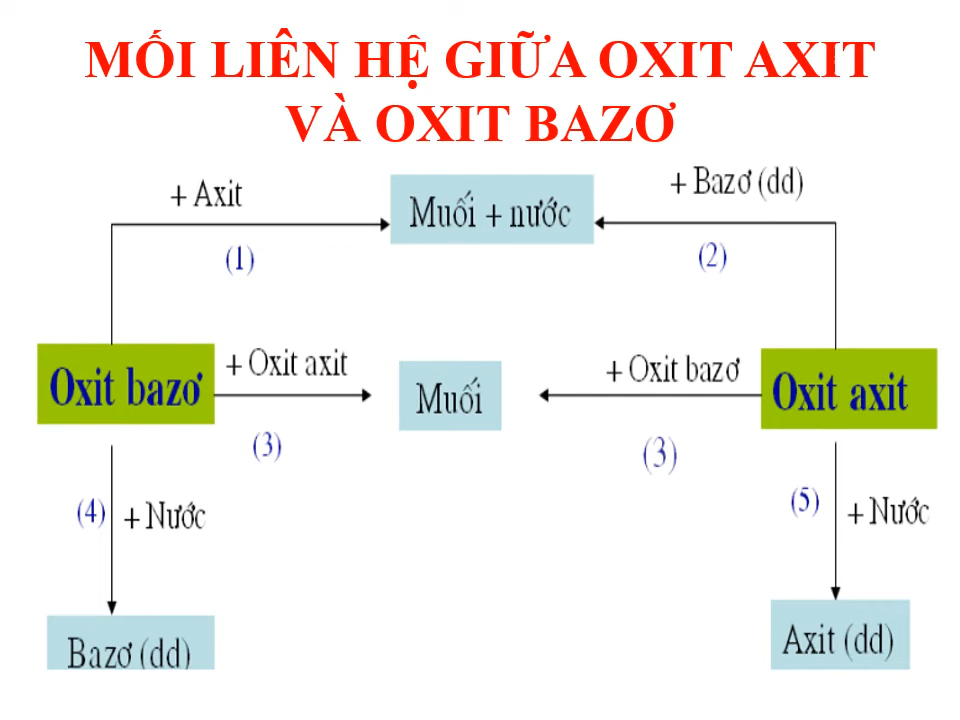 MỐI LIÊN HỆ GIỮA OXIT AXIT
VÀ OXIT BAZƠ
+ Axit
Muối + nước
+ Bazơ (dd)
(1)
(2)
Oxit bazơ
+ Oxit axit
Muối
+ Oxit bazơ
Oxit axit
(3)
(3)
(4)
+ Nước
(5)
+ Nước
Bazơ (dd)
Axit (dd)